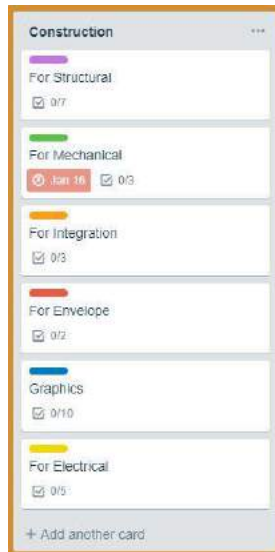 Construction
For Structural
0/7
For Mechanical
Jan 16 0/3
For Integration
0/3
For Envelope
0/2
Graphics
0/10
For Electrical
0/5
+ Add another card